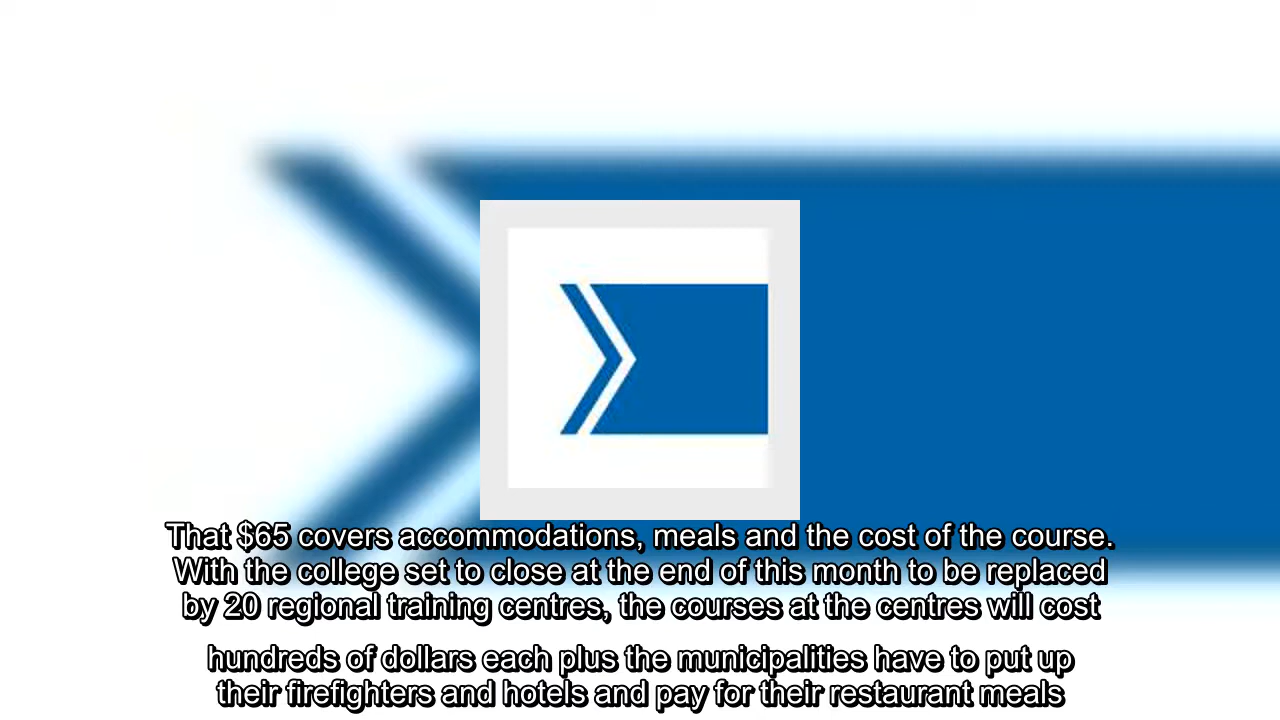 That $65 covers accommodations, meals and the cost of the course.
With the college set to close at the end of this month to be replaced
by 20 regional training centres, the courses at the centres will cost
hundreds of dollars each plus the municipalities have to put up
their firefighters and hotels and pay for their restaurant meals